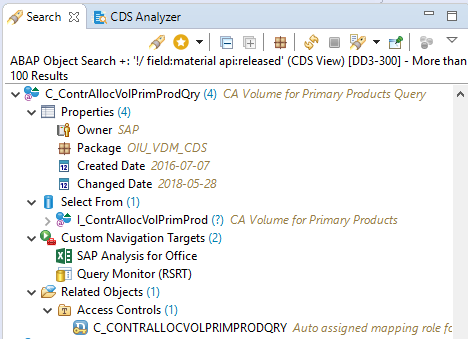 Search
CDS Analyzer
ABAP Object Search +: '!/ field:material api:released' (CDS View) [DD3-300] - More than
100 Results
C_ContrAllocVolPrimProdQry (4) CA Volume for Primary Products Query
Properties (4)
Owner SAP
Package OIU_VDM_CDS
Created Date 2016-07-07
Changed Date 2018-05-28
Select From (1)
I_ContrAllocVolPrimProd (?) CA Volume for Primary Products
Custom Navigation Targets (2)
SAP Analysis for Office
Query Monitor (RSRT)
Related Objects (1)
Access Controls (1)
C_CONTRALLOCVOLPRIMPRODQRY Auto assigned mapping role fo